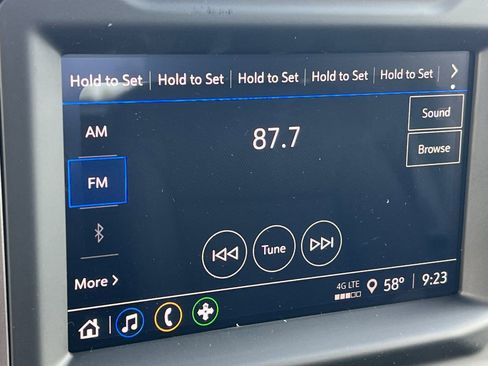 Hold to Set Hold to Set Hold to Set Hold to Set Hold to Set
AM
87.7
Sound
Browse
FM
Tune
More
4G LTE
58° 9:23